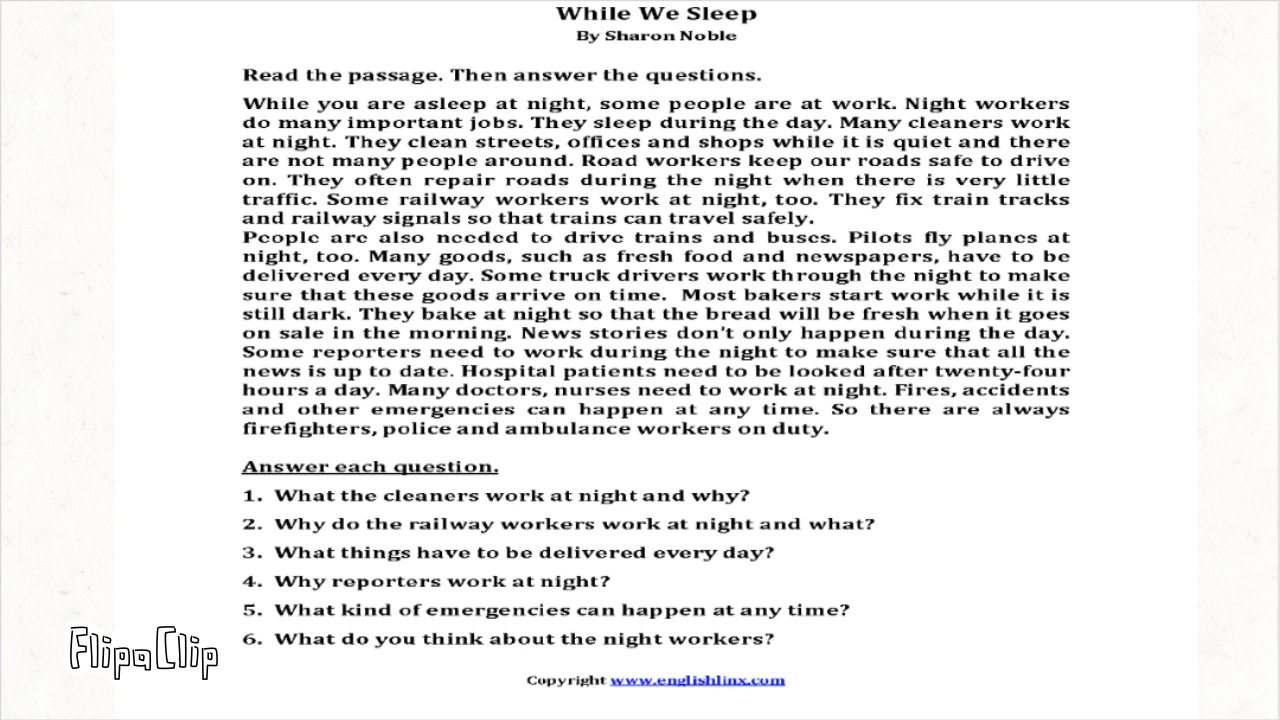 While We Sleep
By Sharon Noble
Read the passage. Then answer the questions.
While you are asleep at night, some people are at work. Night workers
do many important jobs. They sleep during the day. Many cleaners work
at night. They clean streets, offices and shops while it is quiet and there
are not many people around. Road workers keep our roads safe to drive
on. They often repair roads during the night when there is very little
traffic. Some railway workers work at night, too. They fix train tracks
and railway signals so that trains can travel safely.
People are also needed to drive trains and buses. Pilots fly planes at
night, too. Many goods, such as fresh food and newspapers, have to be
delivered every day. Some truck drivers work through the night to make
sure that these goods arrive on time. Most bakers start work while it is
still dark. They bake at night so that the bread will be fresh when it goes
on sale in the morning. News stories don't only happen during the day.
Some reporters need to work during the night to make sure that all the
news is up to date. Hospital patients need to be looked after twenty-four
hours a day. Many doctors, nurses need to work at night. Fires, accidents
and other emergencies can happen at any time. So there are always
firefighters, police and ambulance workers on duty.
Answer each question.
1. What the cleaners work at night and why?
2. Why do the railway workers work at night and what?
3. What things have to be delivered every day?
4. Why reporters work at night?
5. What kind of emergencies can happen at any time?
6. What do you think about the night workers?
FlipaClip
Copyright www.englishlinx.com